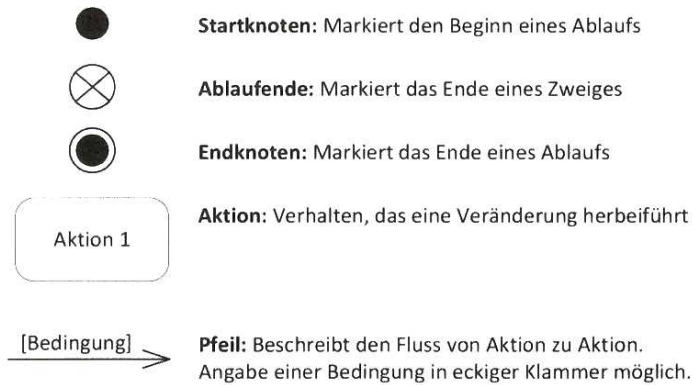 Startknoten: Markiert den Beginn eines Ablaufs
Ablaufende: Markiert das Ende eines Zweiges
Endknoten: Markiert das Ende eines Ablaufs
Aktion: Verhalten, das eine Veränderung herbeiführt
Aktion 1
[Bedingung]
Pfeil: Beschreibt den Fluss von Aktion zu Aktion.
Angabe einer Bedingung in eckiger Klammer möglich.